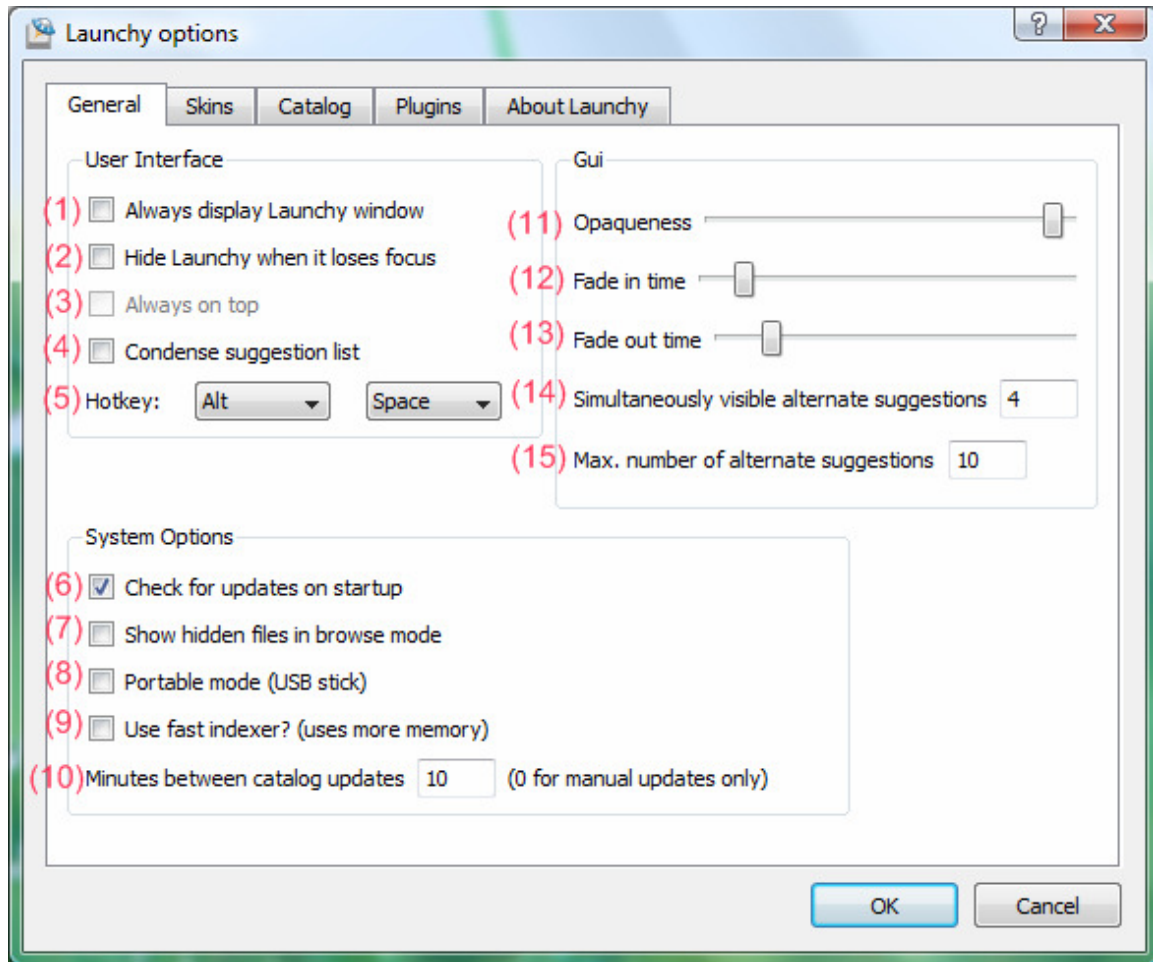 Launchy options
General Skins Catalog Plugins About Launchy
User Interface
(1) Always display Launchy window
(2) Hide Launchy when it loses focus
(3) Always on top
(4) Condense suggestion list
(5) Hotkey: Alt Space
Gui
(11) Opaqueness
(12) Fade in time
(13) Fade out time
(14) Simultaneously visible alternate suggestions 4
(15) Max. number of alternate suggestions 10
System Options
(6) Check for updates on startup
(7) Show hidden files in browse mode
(8) Portable mode (USB stick)
(9) Use fast indexer? (uses more memory)
(10) Minutes between catalog updates 10 (0 for manual updates only)
OK Cancel